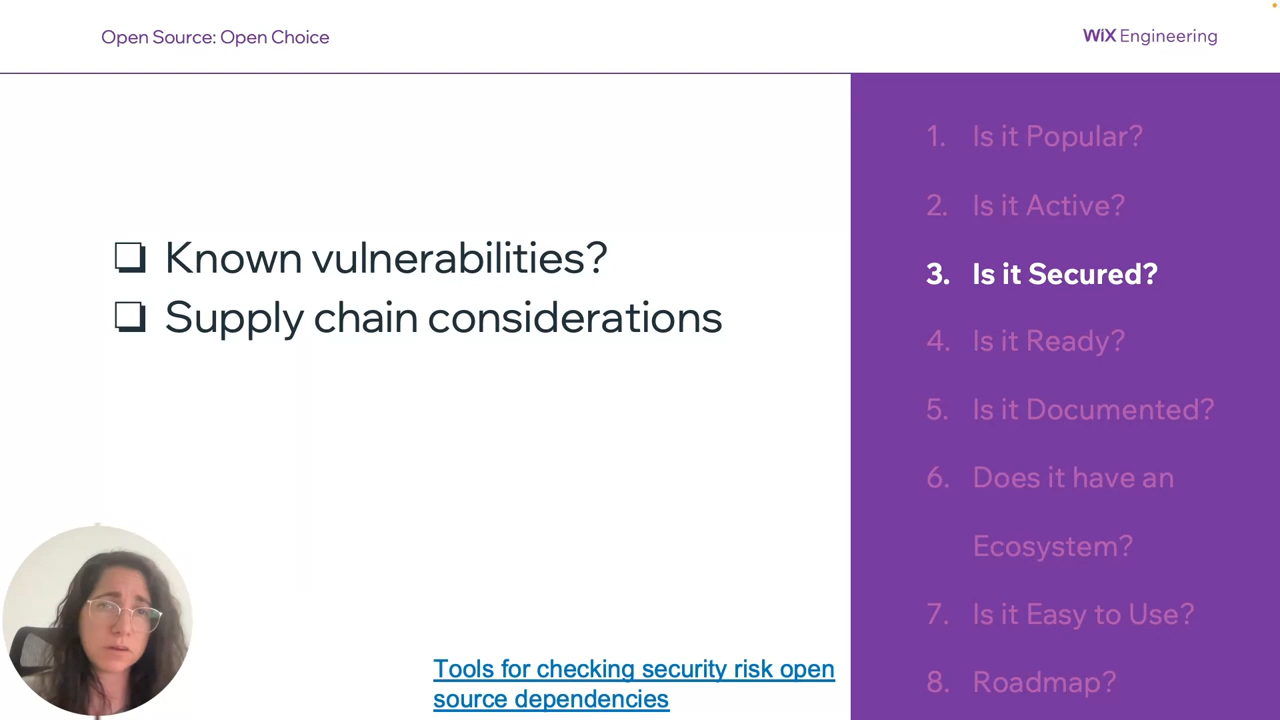 Open Source: Open Choice
WiX Engineering
❏ Known vulnerabilities?
❏ Supply chain considerations
Tools for checking security risk open
source dependencies
1. Is it Popular?
2. Is it Active?
3. Is it Secured?
4. Is it Ready?
5. Is it Documented?
6. Does it have an
Ecosystem?
7. Is it Easy to Use?
8. Roadmap?